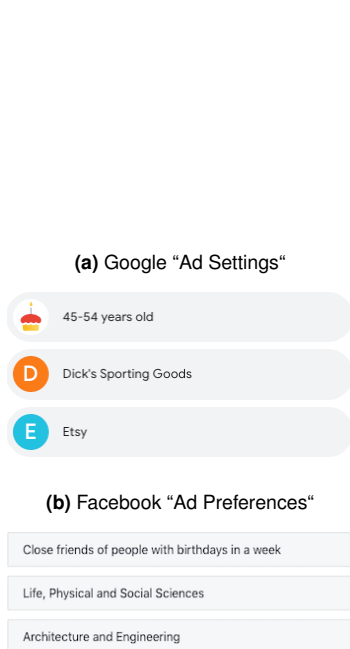 (a) Google “Ad Settings“
45-54 years old
D Dick's Sporting Goods
E Etsy
(b) Facebook “Ad Preferences“
Close friends of people with birthdays in a week
Life, Physical and Social Sciences
Architecture and Engineering